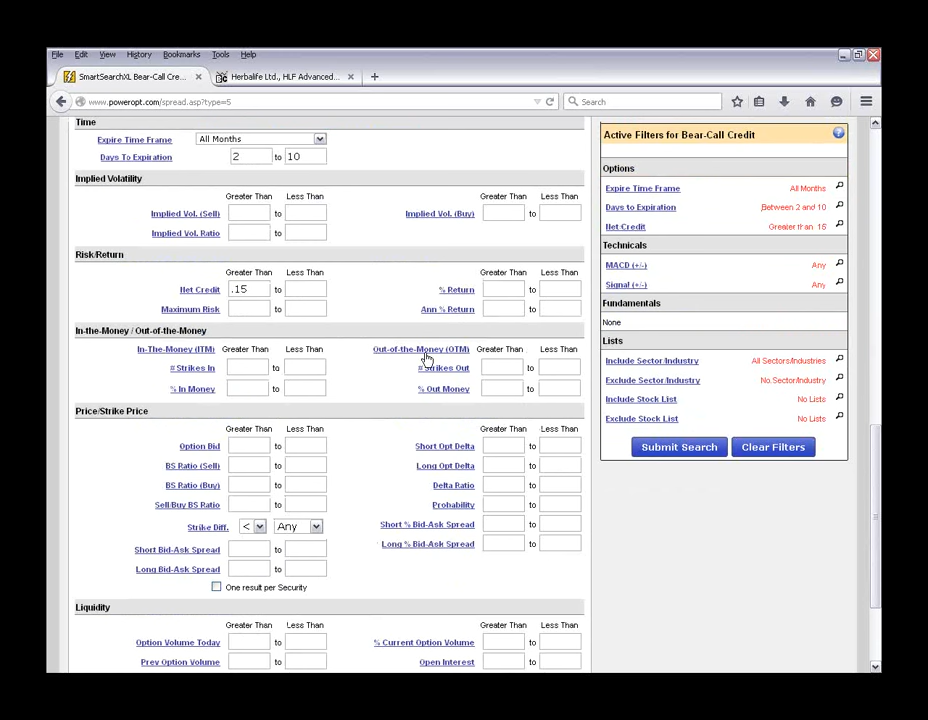 File Edit View History Bookmarks Tools Help
SmartSearchXL Bear-Call Cre... × Herbalife Ltd., HLF Advanced... × +
www.poweropt.com/spread.asp?type=5 Search
Time
Expire Time Frame All Months
Days To Expiration 2 to 10
Implied Volatility
Greater Than Less Than Greater Than Less Than
Implied Vol. (Sell) to Implied Vol. (Buy) to
Implied Vol. Ratio to
Risk/Return
Greater Than Less Than Greater Than Less Than
Net Credit .15 to % Return to
Maximum Risk to Ann % Return to
In-the-Money / Out-of-the-Money
In-The-Money (ITM) Greater Than Less Than Out-of-the-Money (OTM) Greater Than Less Than
# Strikes In to # Strikes Out to
% In Money to % Out Money to
Price/Strike Price
Greater Than Less Than Greater Than Less Than
Option Bid to Short Opt Delta to
BS Ratio (Sell) to Long Opt Delta to
BS Ratio (Buy) to Delta Ratio to
Sell/Buy BS Ratio to Probability to
Strike Diff. < Any Short % Bid-Ask Spread to
Short Bid-Ask Spread to Long % Bid-Ask Spread to
Long Bid-Ask Spread to
One result per Security
Liquidity
Greater Than Less Than Greater Than Less Than
Option Volume Today to % Current Option Volume to
Prev Option Volume to Open Interest to
Active Filters for Bear-Call Credit ?
Options
Expire Time Frame All Months
Days to Expiration Between 2 and 10
Net Credit Greater than .15
Technicals
MACD (+/-) Any
Signal (+/-) Any
Fundamentals
None
Lists
Include Sector/Industry All Sectors/Industries
Exclude Sector/Industry No Sector/Industry
Include Stock List No Lists
Exclude Stock List No Lists
Submit Search Clear Filters